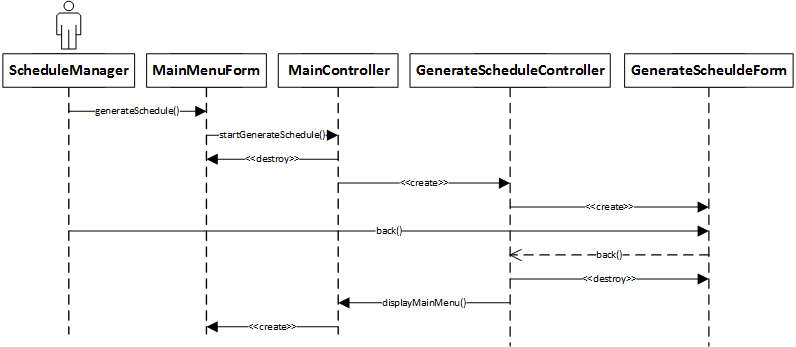 ScheduleManager
MainMenuForm
MainController
GenerateScheduleController
GenerateScheuldeForm
generateSchedule()
startGenerateSchedule()
<<destroy>>
<<create>>
<<create>>
back()
back()
<<destroy>>
displayMainMenu()
<<create>>